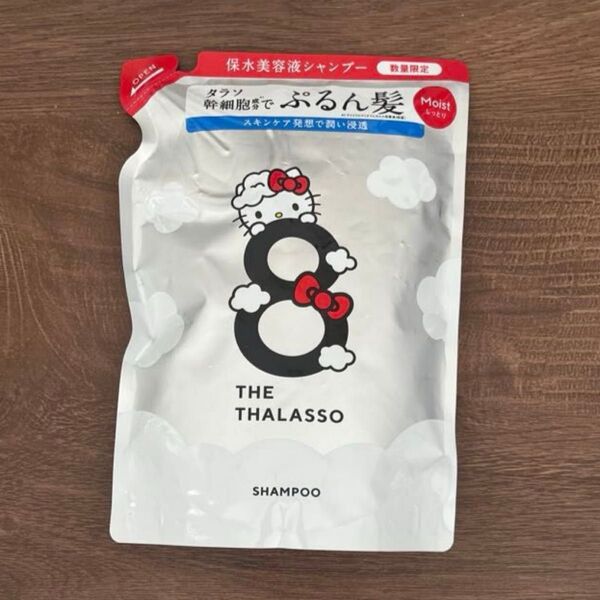 OPEN
保水美容液シャンプー 数量限定
タラソ
幹細胞成分で ぷるん髪
Moist
しっとり
スキンケア発想で潤い浸透
8
THE
THALASSO
SHAMPOO